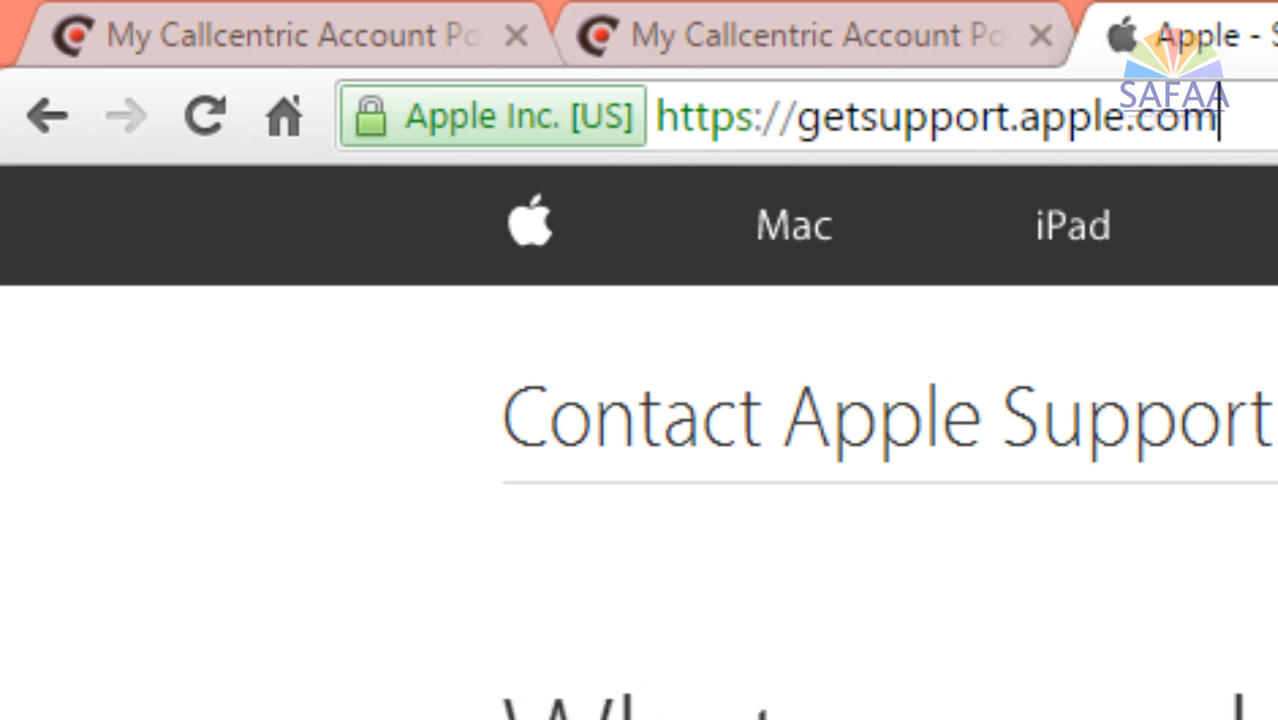 My Callcentric Account Po
My Callcentric Account Po
Apple - S
SAFAA
Apple Inc. [US]
https://getsupport.apple.com
Mac
iPad
Contact Apple Support